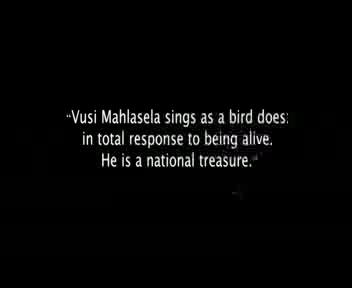 "Vusi Mahlasela sings as a bird does:
in total response to being alive.
He is a national treasure."